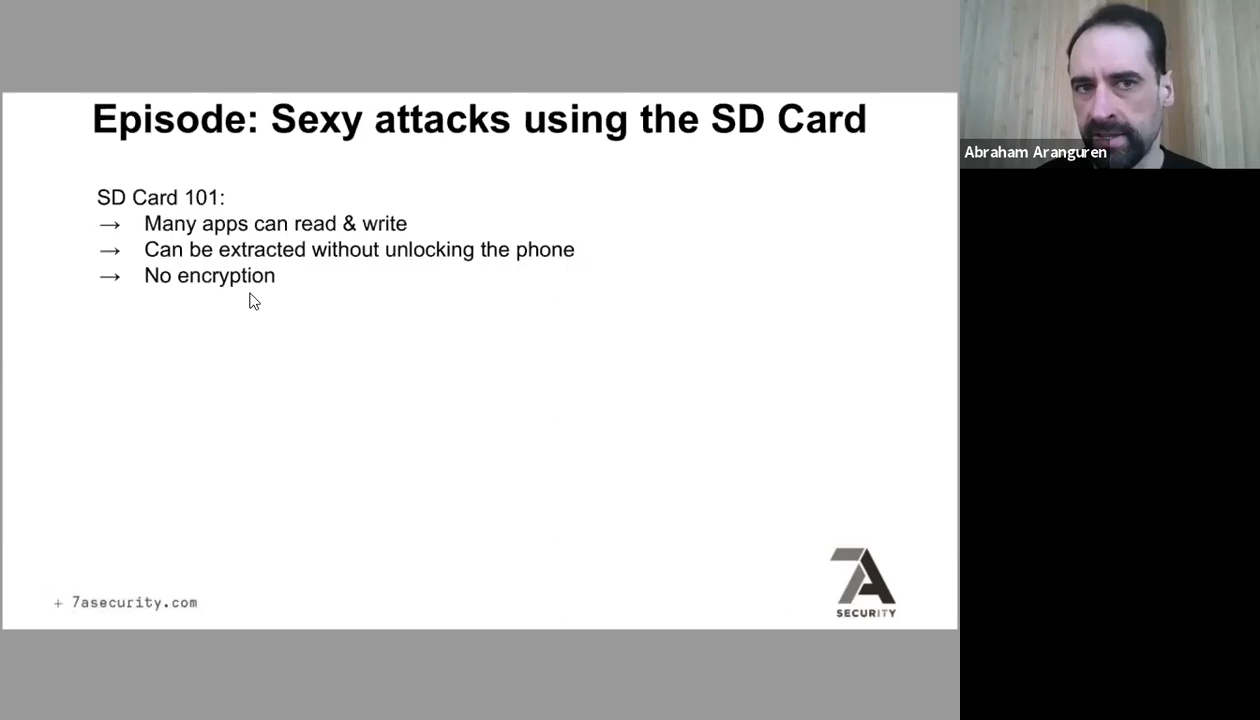 Episode: Sexy attacks using the SD Card
SD Card 101:
→ Many apps can read & write
→ Can be extracted without unlocking the phone
→ No encryption
+ 7asecurity.com
7A
SECURITY
Abraham Aranguren